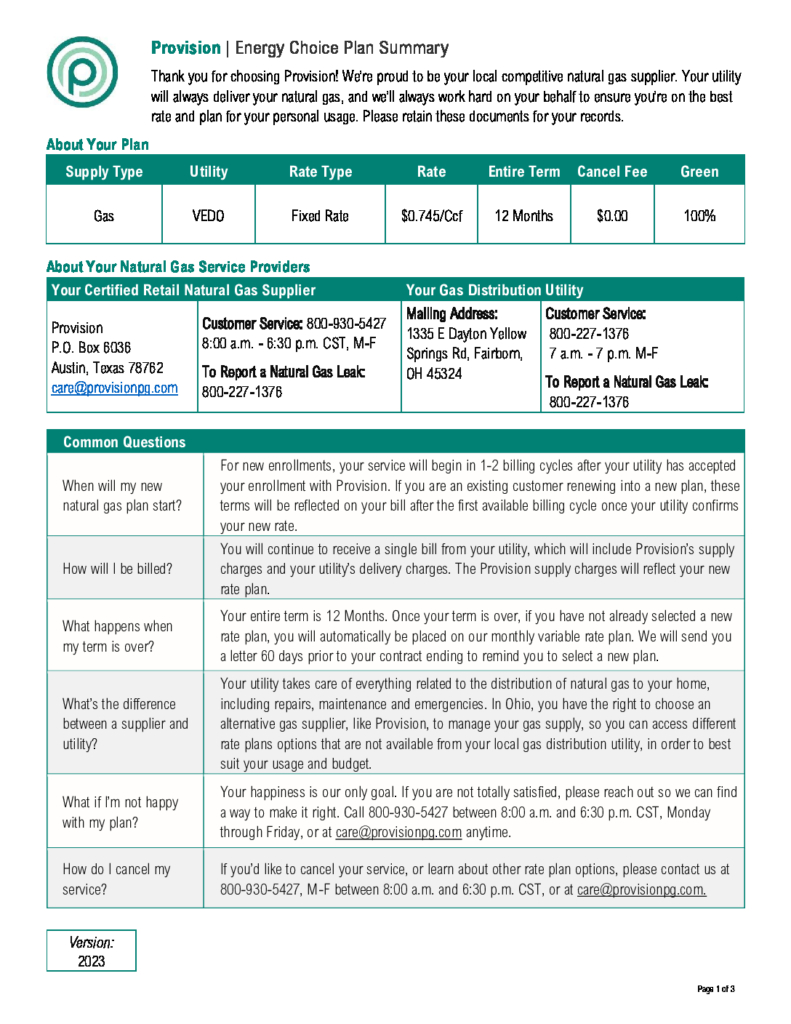 Provision | Energy Choice Plan Summary
Thank you for choosing Provision! We're proud to be your local competitive natural gas supplier. Your utility
will always deliver your natural gas, and we'll always work hard on your behalf to ensure you're on the best
rate and plan for your personal usage. Please retain these documents for your records.
About Your Plan
Supply Type Utility Rate Type Rate Entire Term Cancel Fee Green
Gas VEDO Fixed Rate $0.745/Ccf 12 Months $0.00 100%
About Your Natural Gas Service Providers
Your Certified Retail Natural Gas Supplier Your Gas Distribution Utility
Provision
P.O. Box 6036
Austin, Texas 78762
care@provisionpg.com
Customer Service: 800-930-5427
8:00 a.m. - 6:30 p.m. CST, M-F
To Report a Natural Gas Leak:
800-227-1376
Mailing Address:
1335 E Dayton Yellow
Springs Rd, Fairborn,
OH 45324
Customer Service:
800-227-1376
7 a.m. - 7 p.m. M-F
To Report a Natural Gas Leak:
800-227-1376
Common Questions
When will my new
natural gas plan start?
For new enrollments, your service will begin in 1-2 billing cycles after your utility has accepted
your enrollment with Provision. If you are an existing customer renewing into a new plan, these
terms will be reflected on your bill after the first available billing cycle once your utility confirms
your new rate.
How will I be billed?
You will continue to receive a single bill from your utility, which will include Provision's supply
charges and your utility's delivery charges. The Provision supply charges will reflect your new
rate plan.
What happens when
my term is over?
Your entire term is 12 Months. Once your term is over, if you have not already selected a new
rate plan, you will automatically be placed on our monthly variable rate plan. We will send you
a letter 60 days prior to your contract ending to remind you to select a new plan.
What's the difference
between a supplier and
utility?
Your utility takes care of everything related to the distribution of natural gas to your home,
including repairs, maintenance and emergencies. In Ohio, you have the right to choose an
alternative gas supplier, like Provision, to manage your gas supply, so you can access different
rate plans options that are not available from your local gas distribution utility, in order to best
suit your usage and budget.
What if I'm not happy
with my plan?
Your happiness is our only goal. If you are not totally satisfied, please reach out so we can find
a way to make it right. Call 800-930-5427 between 8:00 a.m. and 6:30 p.m. CST, Monday
through Friday, or at care@provisionpg.com anytime.
How do I cancel my
service?
If you'd like to cancel your service, or learn about other rate plan options, please contact us at
800-930-5427, M-F between 8:00 a.m. and 6:30 p.m. CST, or at care@provisionpg.com.
Version:
2023
Page 1 of 3